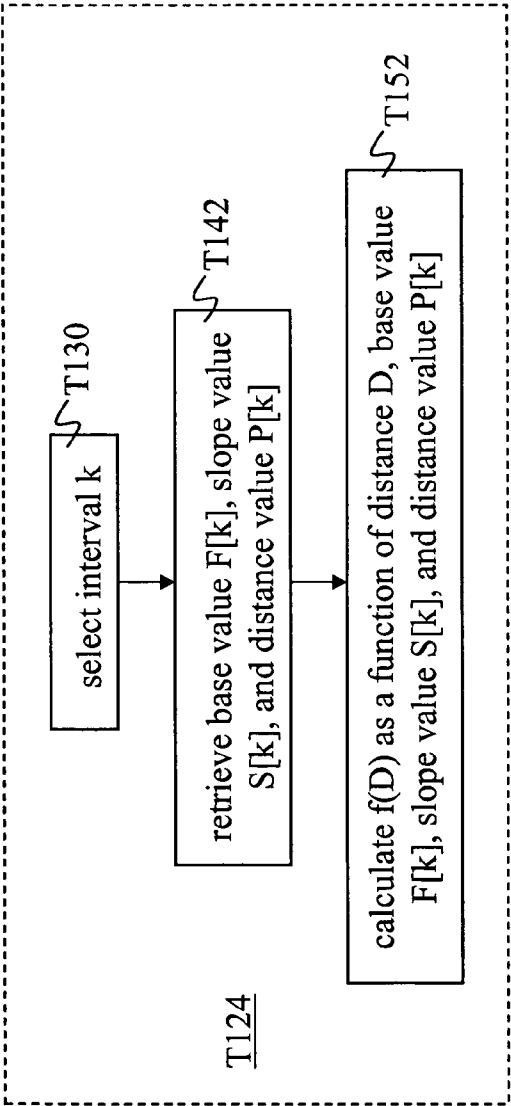 T130
select interval k
T142
retrieve base value F[k], slope value
S[k], and distance value P[k]
T152
calculate f(D) as a function of distance D, base value
F[k], slope value S[k], and distance value P[k]
T124